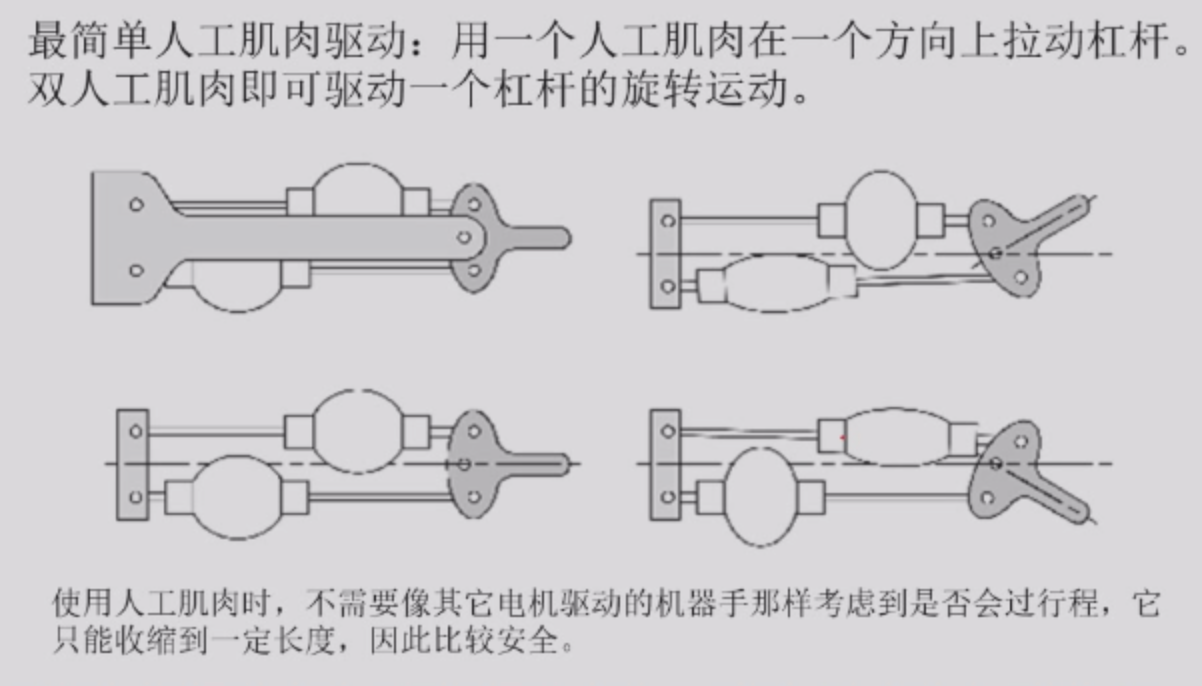 最简单人工肌肉驱动：用一个人工肌肉在一个方向上拉动杠杆。
双人工肌肉即可驱动一个杠杆的旋转运动。
使用人工肌肉时，不需要像其它电机驱动的机器手那样考虑到是否会过行程，它
只能收缩到一定长度，因此比较安全。